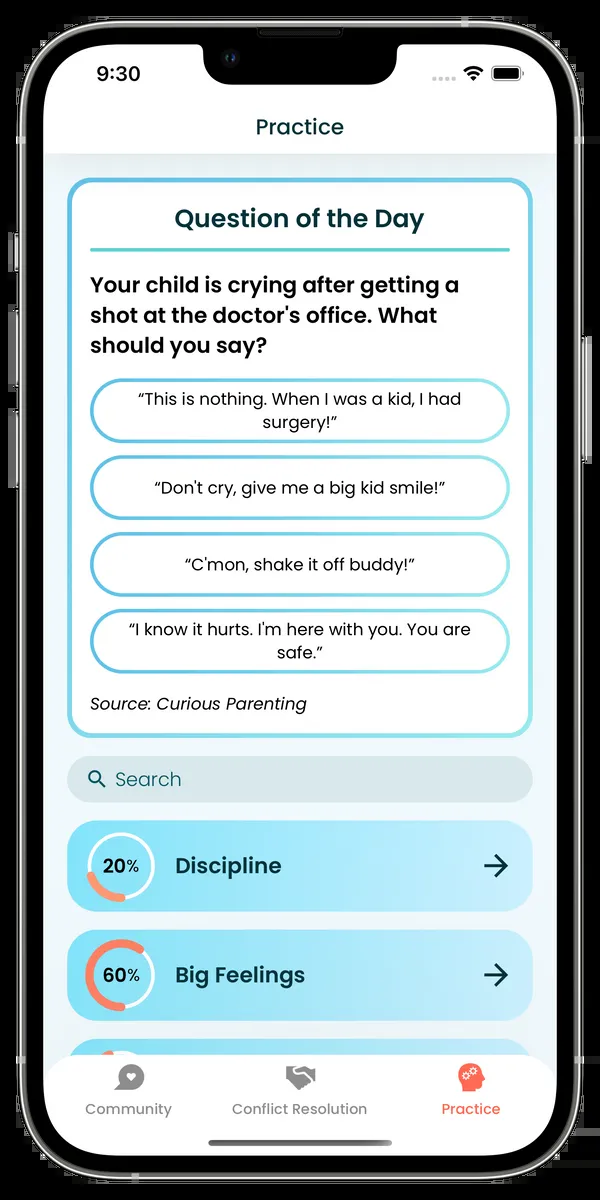 9:30
Practice
Question of the Day
Your child is crying after getting a
shot at the doctor's office. What
should you say?
“This is nothing. When I was a kid, I had
surgery!”
“Don't cry, give me a big kid smile!”
“C'mon, shake it off buddy!”
“I know it hurts. I'm here with you. You are
safe.”
Source: Curious Parenting
Search
20%
Discipline
60%
Big Feelings
Community
Conflict Resolution
Practice